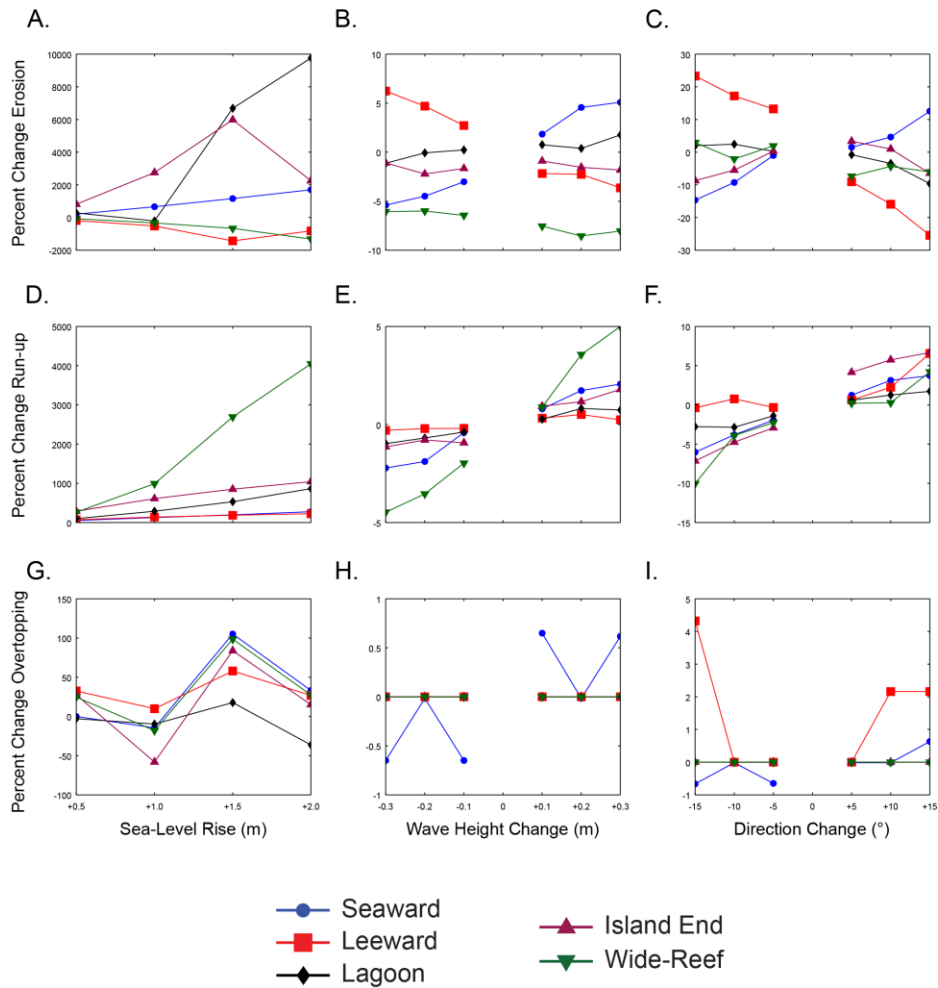 A.
B.
C.
Percent Change Erosion
10000
8000
6000
4000
2000
0
-2000
10
5
0
-5
-10
30
20
10
0
-10
-20
-30
D.
E.
F.
Percent Change Run-up
5000
4000
3000
2000
1000
0
5
0
-5
10
5
0
-5
-10
-15
G.
H.
I.
Percent Change Overtopping
150
100
50
0
-50
-100
1
0.5
0
-0.5
-1
5
4
3
2
1
0
-1
+0.5 +1.0 +1.5 +2.0
-0.3 -0.2 -0.1 0 +0.1 +0.2 +0.3
-15 -10 -5 0 +5 +10 +15
Sea-Level Rise (m)
Wave Height Change (m)
Direction Change (°)
Seaward
Leeward
Lagoon
Island End
Wide-Reef